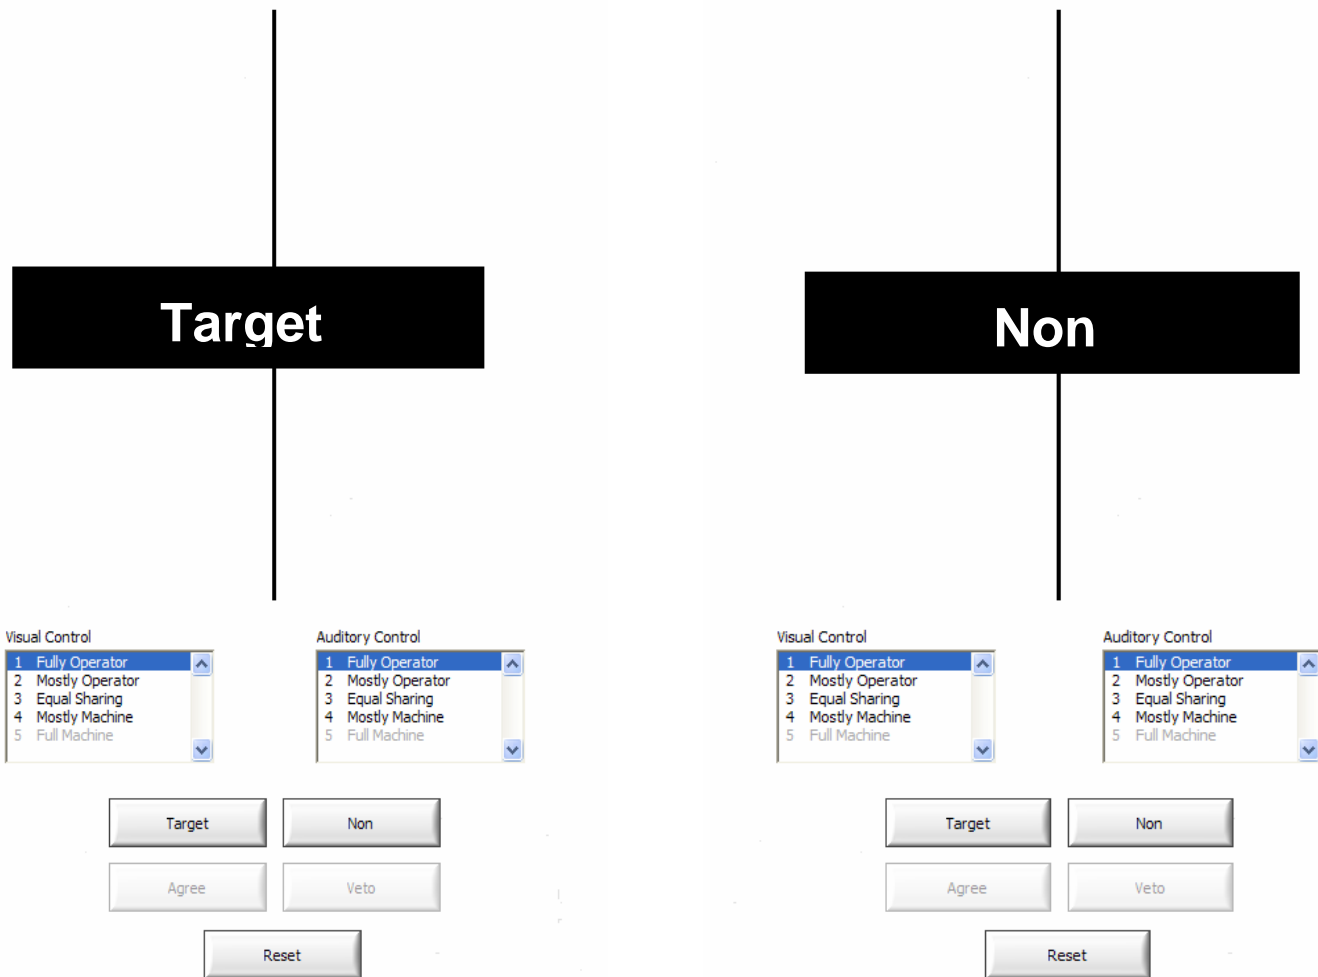 Target
Non
Visual Control
Auditory Control
1 Fully Operator
2 Mostly Operator
3 Equal Sharing
4 Mostly Machine
5 Full Machine
1 Fully Operator
2 Mostly Operator
3 Equal Sharing
4 Mostly Machine
5 Full Machine
Target
Non
Agree
Veto
Reset
Visual Control
Auditory Control
1 Fully Operator
2 Mostly Operator
3 Equal Sharing
4 Mostly Machine
5 Full Machine
1 Fully Operator
2 Mostly Operator
3 Equal Sharing
4 Mostly Machine
5 Full Machine
Target
Non
Agree
Veto
Reset